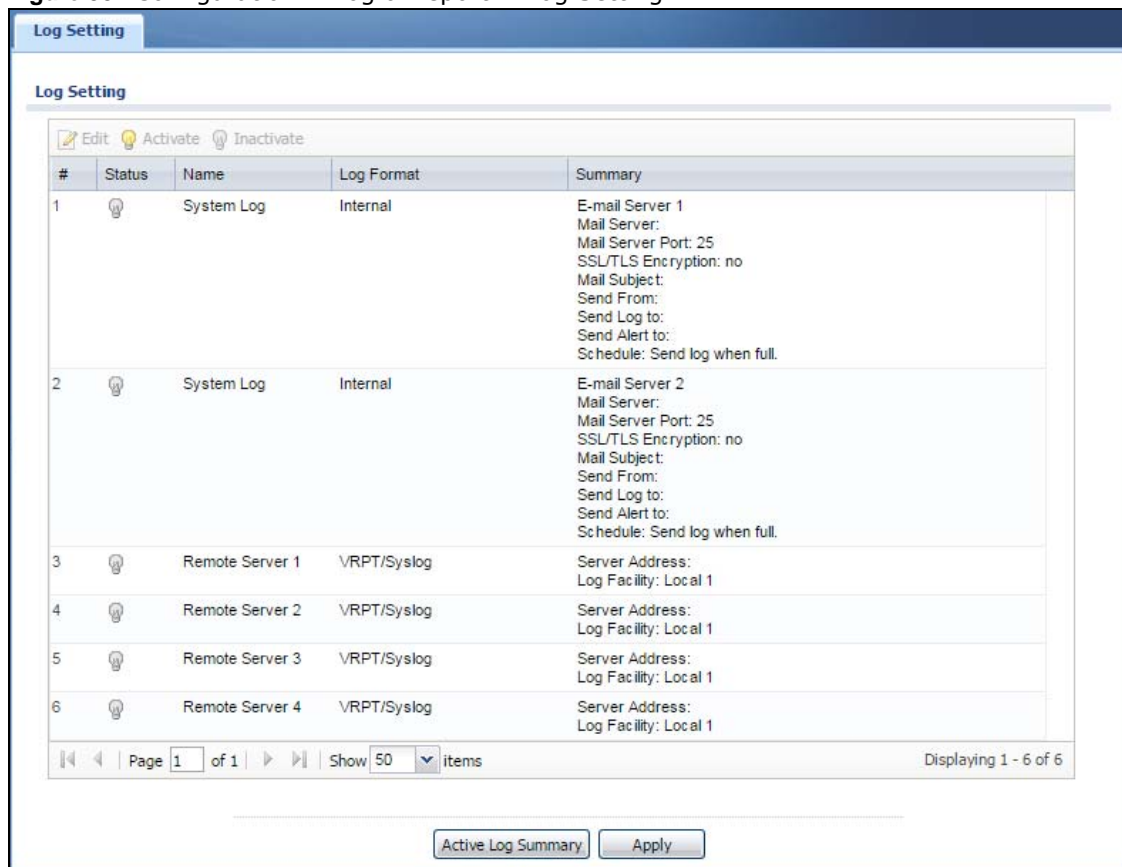 Log Setting
Log Setting
Edit Activate Inactivate
# Status Name Log Format Summary
1 System Log Internal E-mail Server 1
Mail Server:
Mail Server Port: 25
SSL/TLS Encryption: no
Mail Subject:
Send From:
Send Log to:
Send Alert to:
Schedule: Send log when full.
2 System Log Internal E-mail Server 2
Mail Server:
Mail Server Port: 25
SSL/TLS Encryption: no
Mail Subject:
Send From:
Send Log to:
Send Alert to:
Schedule: Send log when full.
3 Remote Server 1 VRPT/Syslog Server Address:
Log Facility: Local 1
4 Remote Server 2 VRPT/Syslog Server Address:
Log Facility: Local 1
5 Remote Server 3 VRPT/Syslog Server Address:
Log Facility: Local 1
6 Remote Server 4 VRPT/Syslog Server Address:
Log Facility: Local 1
Page 1 of 1 Show 50 items Displaying 1 - 6 of 6
Active Log Summary Apply